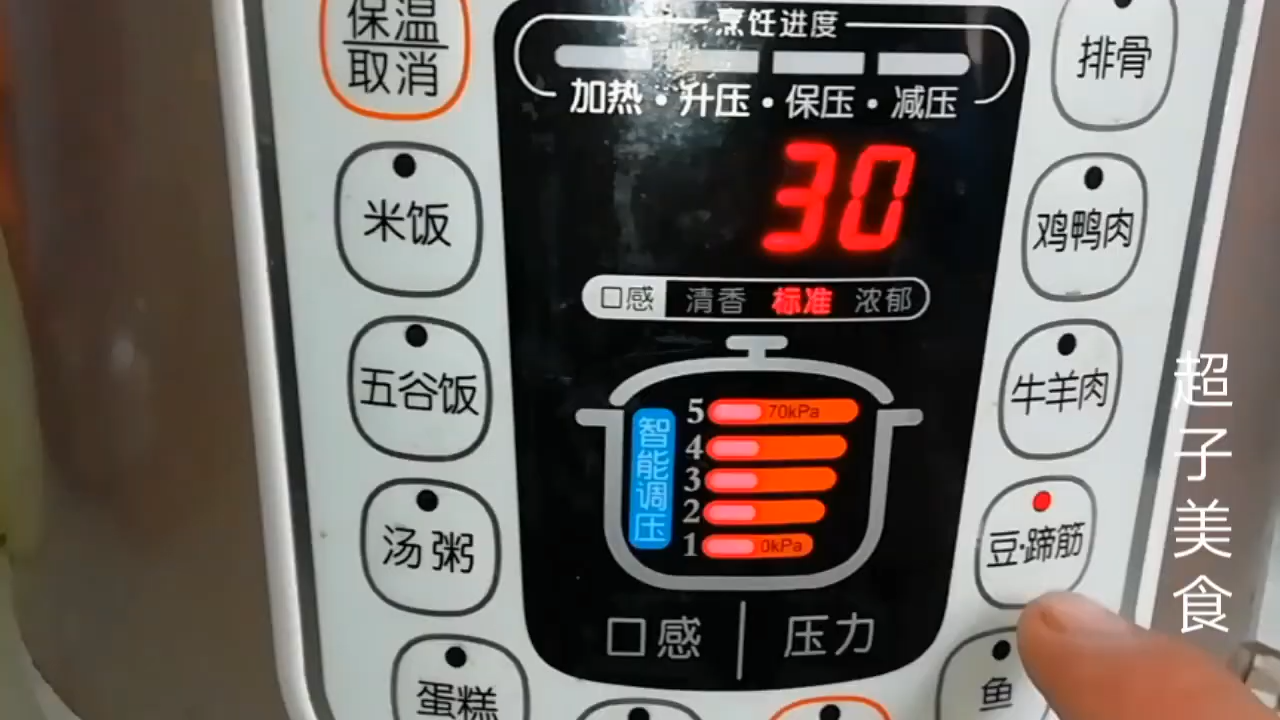 保温
取消
烹饪进度
加热·升压·保压·减压
排骨
30
米饭
鸡鸭肉
口感 清香 标准 浓郁
五谷饭
牛羊肉
智能调压
5 70kPa
4
3
2
1 0kPa
汤粥
豆·蹄筋
口感 | 压力
蛋糕
鱼
超子美食